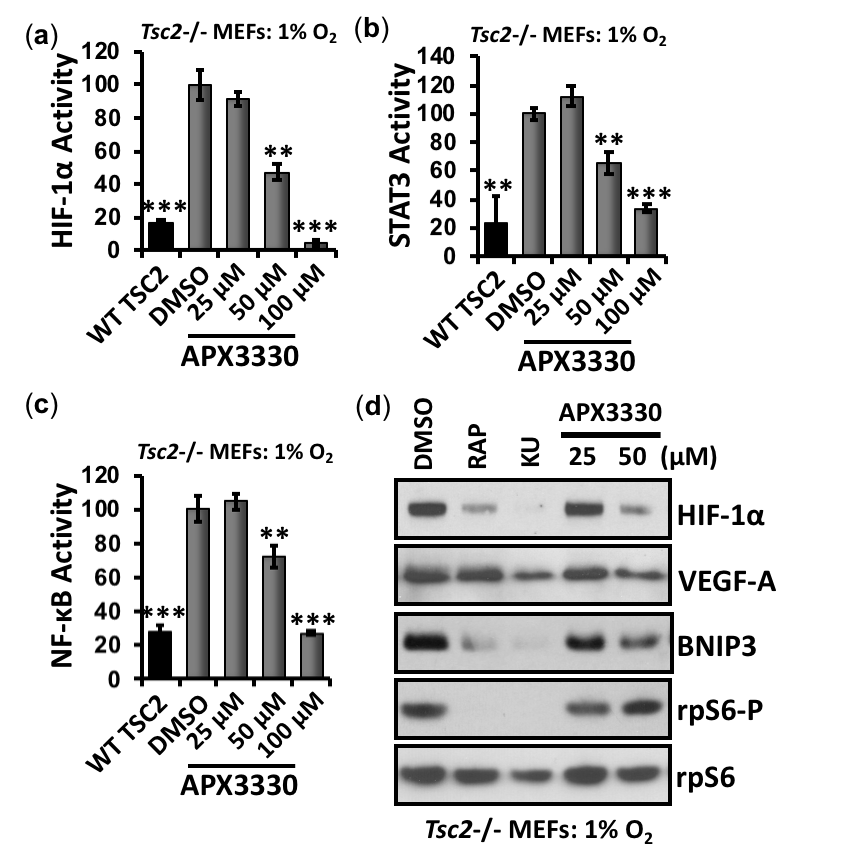 (a)
Tsc2-/- MEFs: 1% O₂
HIF-1α Activity
120
100
80
60
40
20
0
***
**
***
WT TSC2
DMSO
25 µM
50 µM
100 µM
APX3330
(b)
Tsc2-/- MEFs: 1% O₂
STAT3 Activity
140
120
100
80
60
40
20
0
**
**
***
WT TSC2
DMSO
25 µM
50 µM
100 µM
APX3330
(c)
Tsc2-/- MEFs: 1% O₂
NF-κB Activity
120
100
80
60
40
20
0
***
**
***
WT TSC2
DMSO
25 µM
50 µM
100 µM
APX3330
(d)
DMSO
RAP
KU
APX3330
25 50 (µM)
HIF-1α
VEGF-A
BNIP3
rpS6-P
rpS6
Tsc2-/- MEFs: 1% O₂